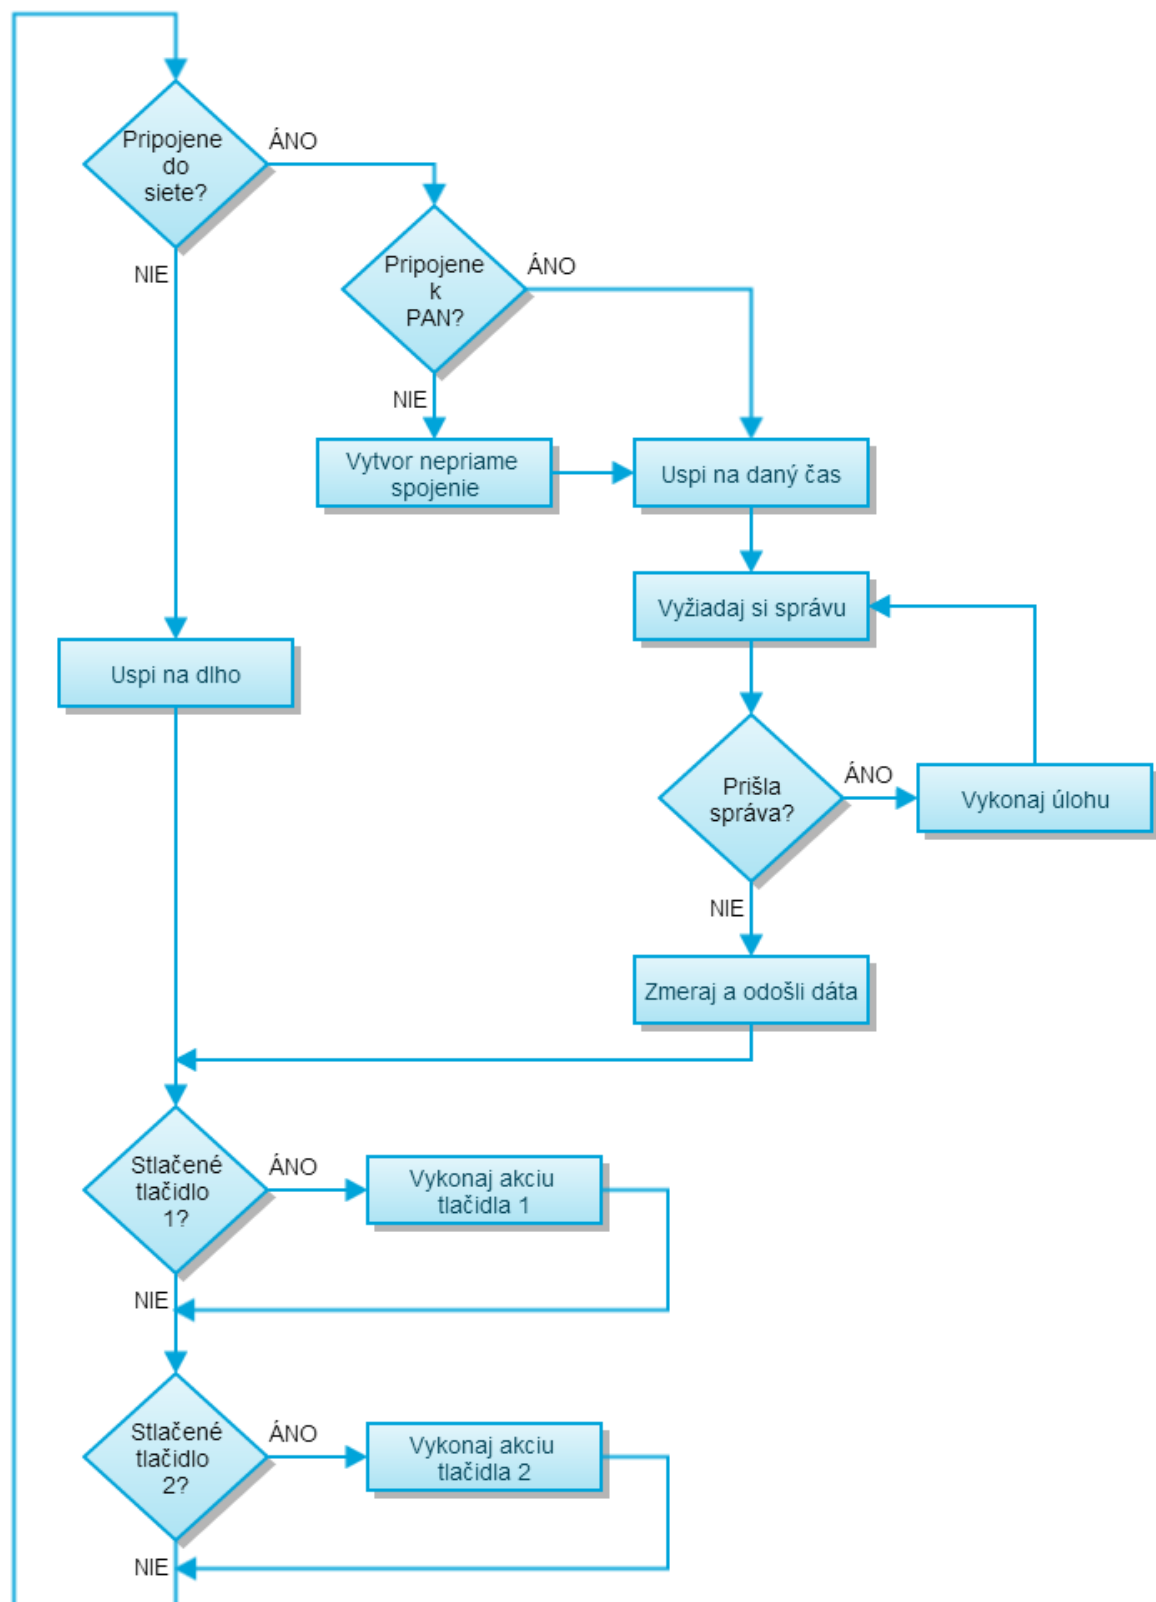 Pripojene
do
siete?
ÁNO
NIE
Pripojene
k
PAN?
ÁNO
NIE
Vytvor nepriame
spojenie
Uspi na daný čas
Vyžiadaj si správu
Uspi na dlho
Prišla
správa?
ÁNO
Vykonaj úlohu
NIE
Zmeraj a odošli dáta
Stlačené
tlačidlo
1?
ÁNO
Vykonaj akciu
tlačidla 1
NIE
Stlačené
tlačidlo
2?
ÁNO
Vykonaj akciu
tlačidla 2
NIE